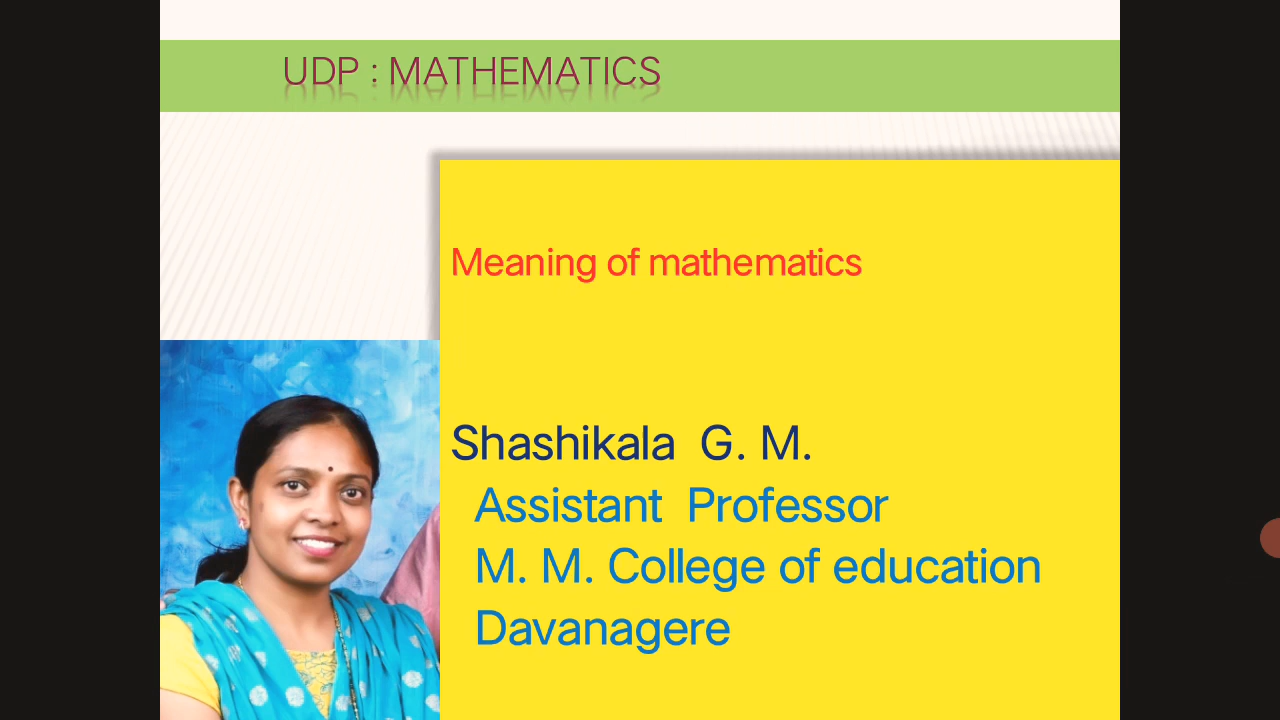 UDP : MATHEMATICS
Meaning of mathematics
Shashikala G. M.
Assistant Professor
M. M. College of education
Davanagere